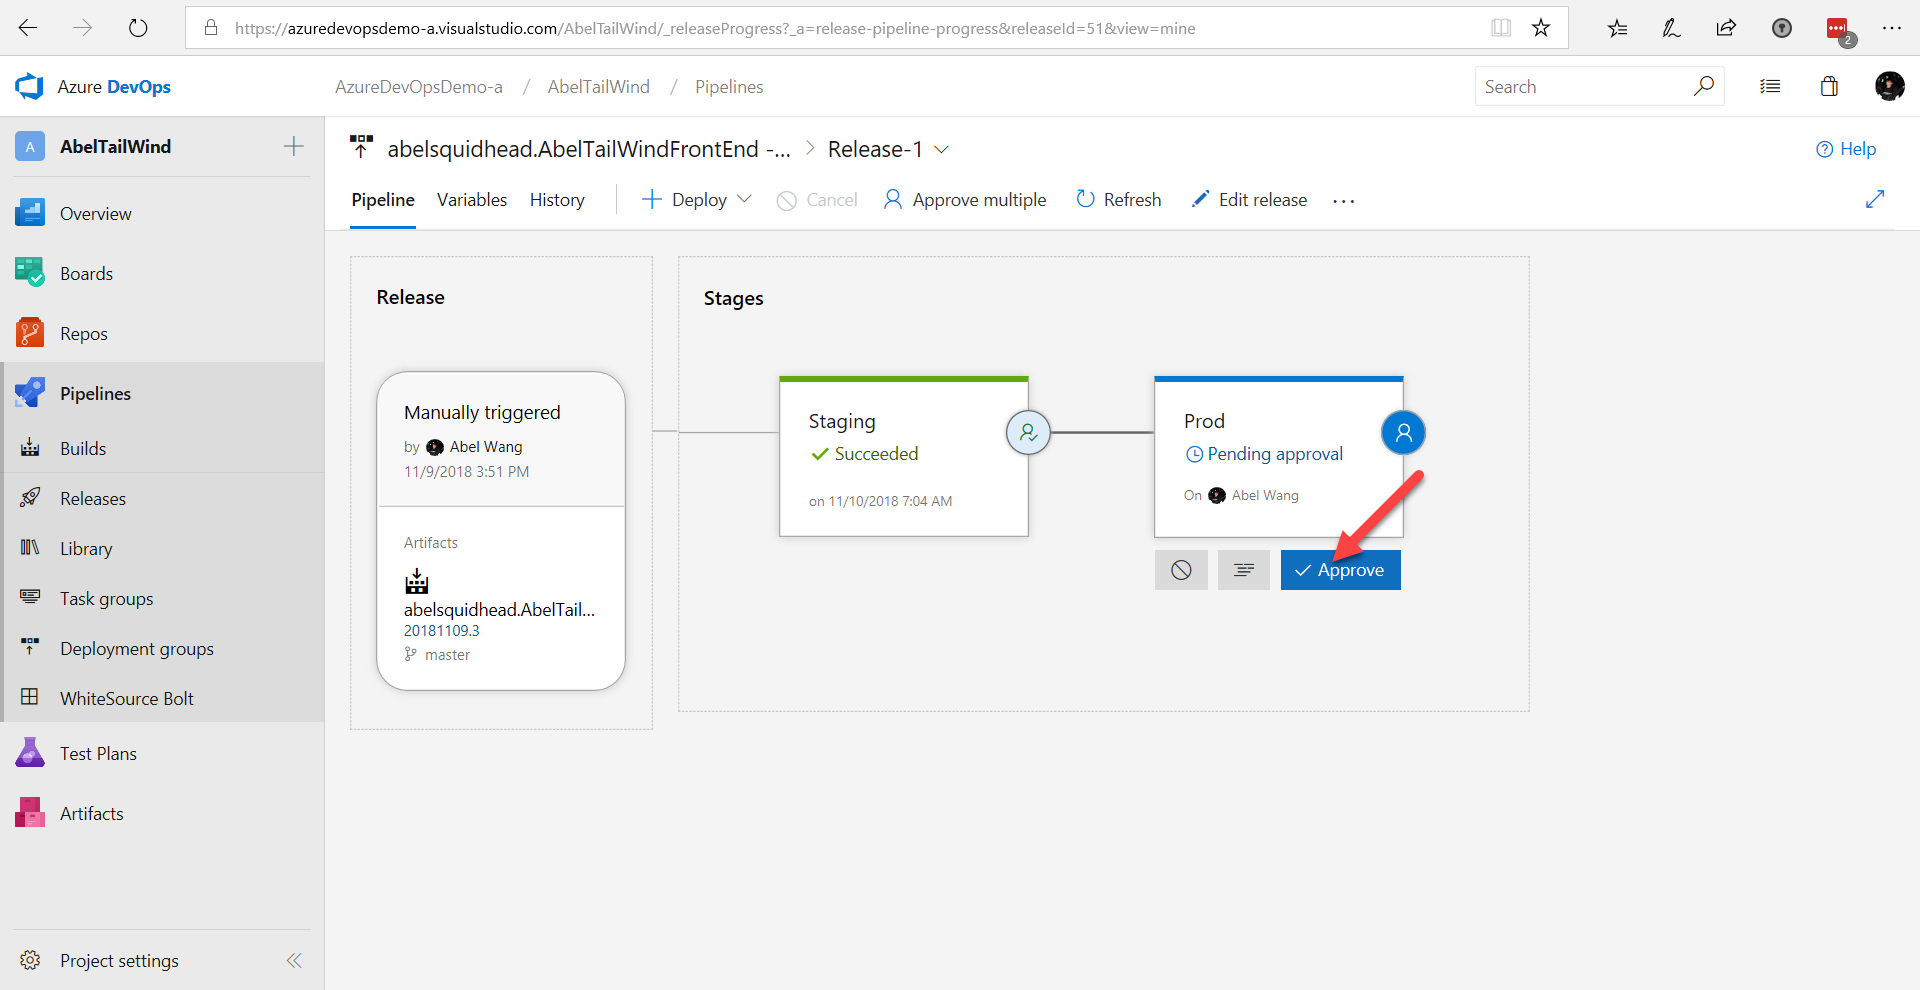 https://azuredevopsdemo-a.visualstudio.com/AbelTailWind/_releaseProgress?_a=release-pipeline-progress&releaseId=51&view=mine
2
Azure DevOps
AzureDevOpsDemo-a / AbelTailWind / Pipelines
Search
A AbelTailWind
Overview
Boards
Repos
Pipelines
Builds
Releases
Library
Task groups
Deployment groups
WhiteSource Bolt
Test Plans
Artifacts
Project settings
abelsquidhead.AbelTailWindFrontEnd -... > Release-1
Help
Pipeline Variables History Deploy Cancel Approve multiple Refresh Edit release ...
Release
Manually triggered
by Abel Wang
11/9/2018 3:51 PM
Artifacts
abelsquidhead.AbelTail...
20181109.3
master
Stages
Staging
Succeeded
on 11/10/2018 7:04 AM
Prod
Pending approval
On Abel Wang
Approve